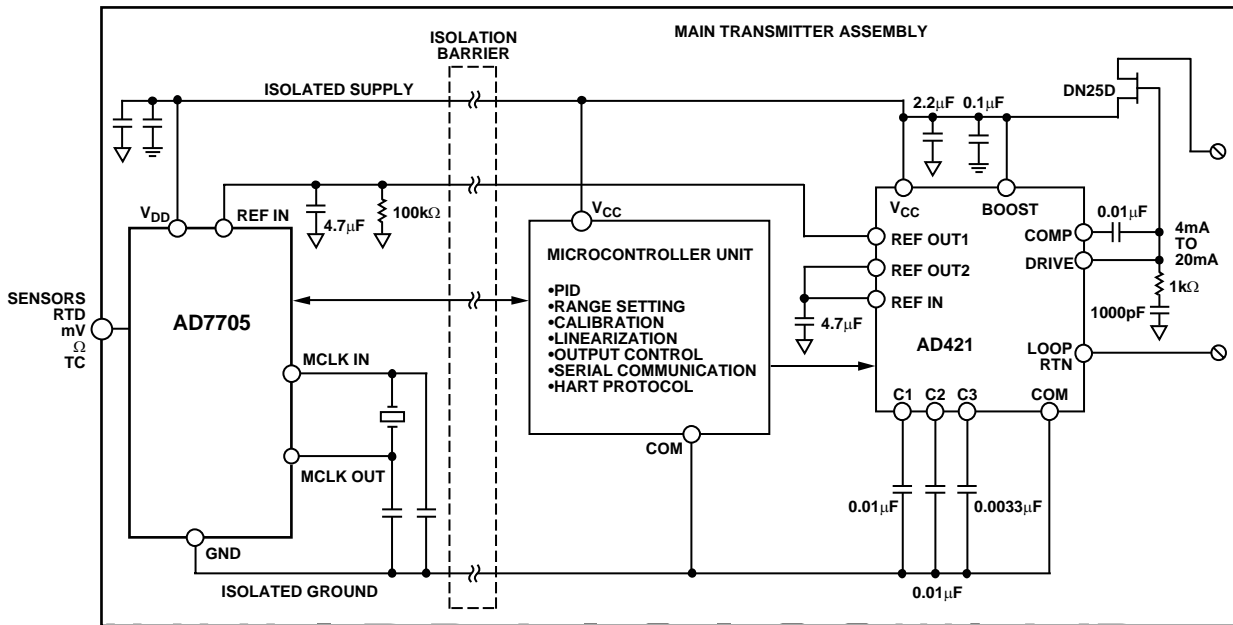 MAIN TRANSMITTER ASSEMBLY
ISOLATION
BARRIER
ISOLATED SUPPLY
DN25D
2.2µF
0.1µF
VDD
REF IN
4.7µF
100kΩ
VCC
MICROCONTROLLER UNIT
•PID
•RANGE SETTING
•CALIBRATION
•LINEARIZATION
•OUTPUT CONTROL
•SERIAL COMMUNICATION
•HART PROTOCOL
COM
VCC
BOOST
REF OUT1
REF OUT2
REF IN
4.7µF
AD421
COMP
DRIVE
0.01µF
4mA
TO
20mA
1kΩ
1000pF
LOOP
RTN
SENSORS
RTD
mV
Ω
TC
AD7705
MCLK IN
MCLK OUT
GND
C1
C2
C3
COM
0.01µF
0.0033µF
0.01µF
ISOLATED GROUND